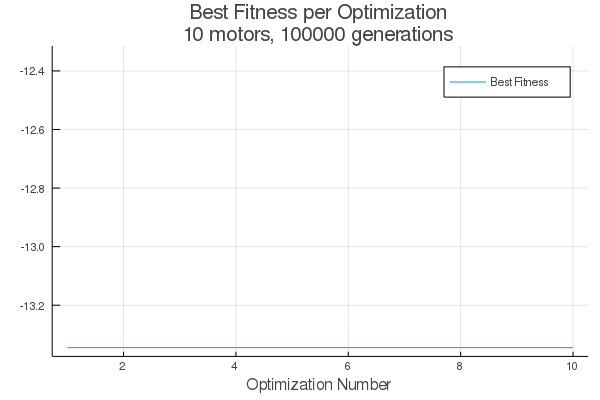 Best Fitness per Optimization
10 motors, 100000 generations
-12.4
Best Fitness
-12.6
-12.8
-13.0
-13.2
2 4 6 8 10
Optimization Number